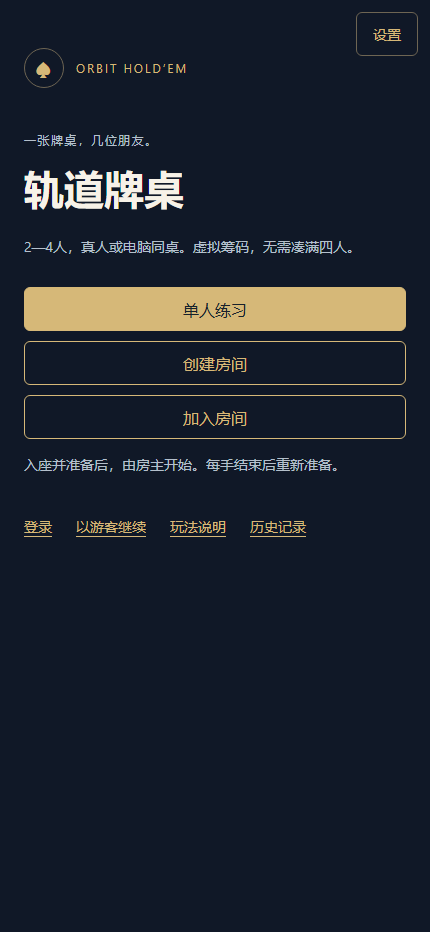 设置
ORBIT HOLD'EM
一张牌桌，几位朋友。
轨道牌桌
2—4人，真人或电脑同桌。虚拟筹码，无需凑满四人。
单人练习
创建房间
加入房间
入座并准备后，由房主开始。每手结束后重新准备。
登录 以游客继续 玩法说明 历史记录